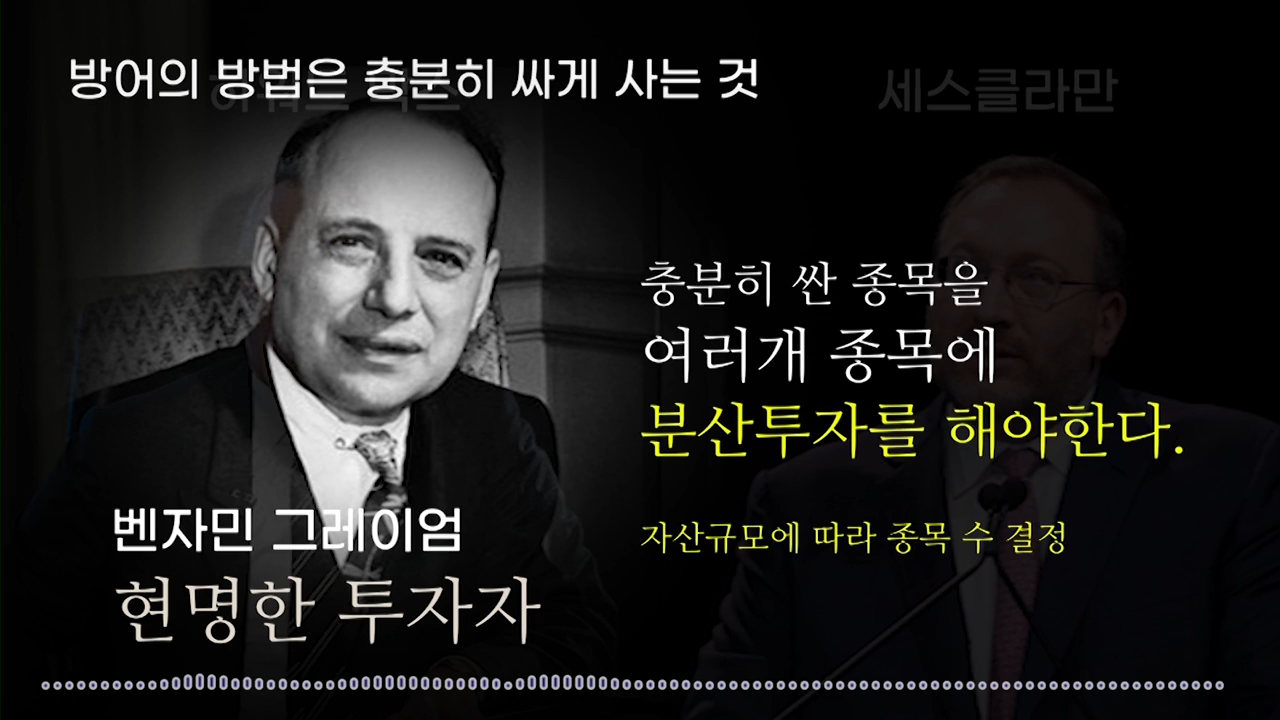 방어의 방법은 충분히 싸게 사는 것
세스클라만
충분히 싼 종목을
여러개 종목에
분산투자를 해야한다.
자산규모에 따라 종목 수 결정
벤자민 그레이엄
현명한 투자자